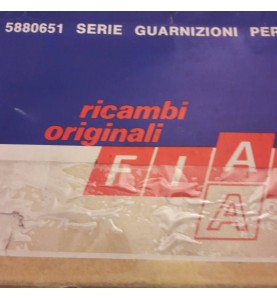 5880651 SERIE GUARNIZIONI PER
ricambi
originali
FIA
A